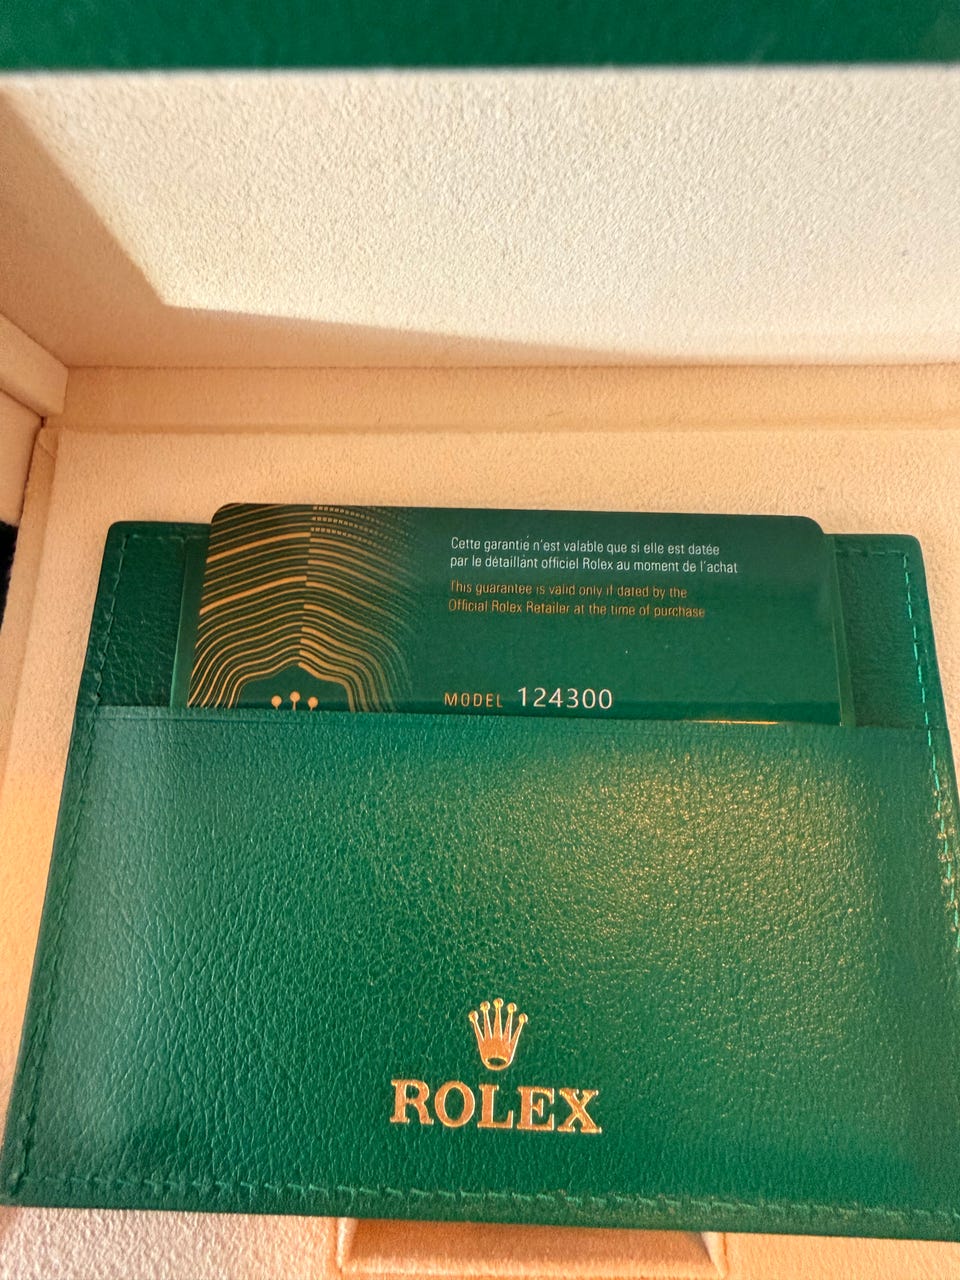 Cette garantie n'est valable que si elle est datée
par le détaillant officiel Rolex au moment de l'achat
This guarantee is valid only if dated by the
Official Rolex Retailer at the time of purchase
MODEL 124300
ROLEX